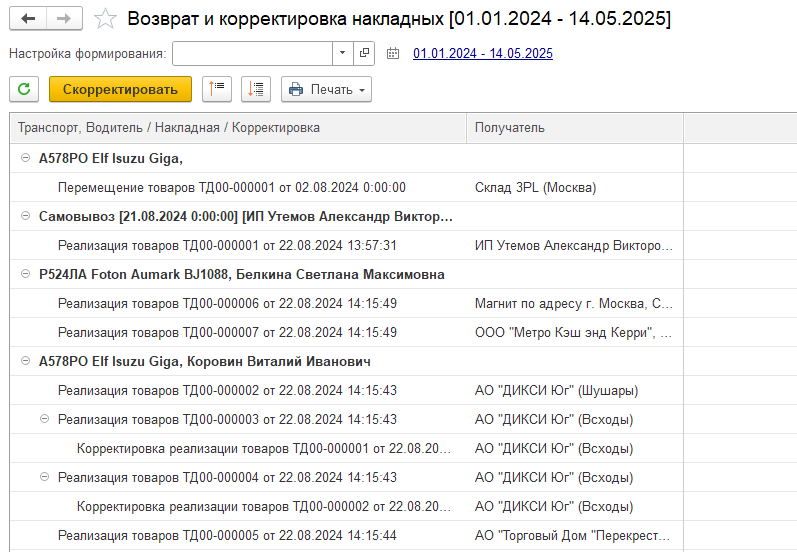 Возврат и корректировка накладных [01.01.2024 - 14.05.2025]
Настройка формирования: 01.01.2024 - 14.05.2025
Скорректировать Печать
Транспорт, Водитель / Накладная / Корректировка Получатель
А578РО Elf Isuzu Giga,
Перемещение товаров ТД00-000001 от 02.08.2024 0:00:00 Склад 3PL (Москва)
Самовывоз [21.08.2024 0:00:00] [ИП Утемов Александр Виктор...
Реализация товаров ТД00-000001 от 22.08.2024 13:57:31 ИП Утемов Александр Викторо...
Р524ЛА Foton Aumark BJ1088, Белкина Светлана Максимовна
Реализация товаров ТД00-000006 от 22.08.2024 14:15:49 Магнит по адресу г. Москва, С...
Реализация товаров ТД00-000007 от 22.08.2024 14:15:49 ООО "Метро Кэш энд Керри", ...
А578РО Elf Isuzu Giga, Коровин Виталий Иванович
Реализация товаров ТД00-000002 от 22.08.2024 14:15:43 АО "ДИКСИ Юг" (Шушары)
Реализация товаров ТД00-000003 от 22.08.2024 14:15:43 АО "ДИКСИ Юг" (Всходы)
Корректировка реализации товаров ТД00-000001 от 22.08.20... АО "ДИКСИ Юг" (Всходы)
Реализация товаров ТД00-000004 от 22.08.2024 14:15:43 АО "ДИКСИ Юг" (Всходы)
Корректировка реализации товаров ТД00-000002 от 22.08.20... АО "ДИКСИ Юг" (Всходы)
Реализация товаров ТД00-000005 от 22.08.2024 14:15:44 АО "Торговый Дом "Перекрест...